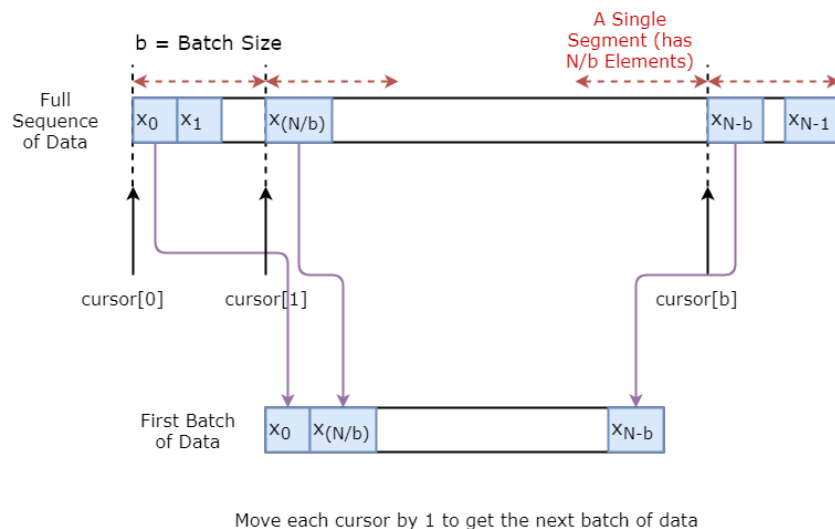 b = Batch Size
A Single
Segment (has
N/b Elements)
Full
Sequence
of Data
x0 x1 x(N/b) xN-b xN-1
cursor[0] cursor[1] cursor[b]
First Batch
of Data
x0 x(N/b) xN-b
Move each cursor by 1 to get the next batch of data